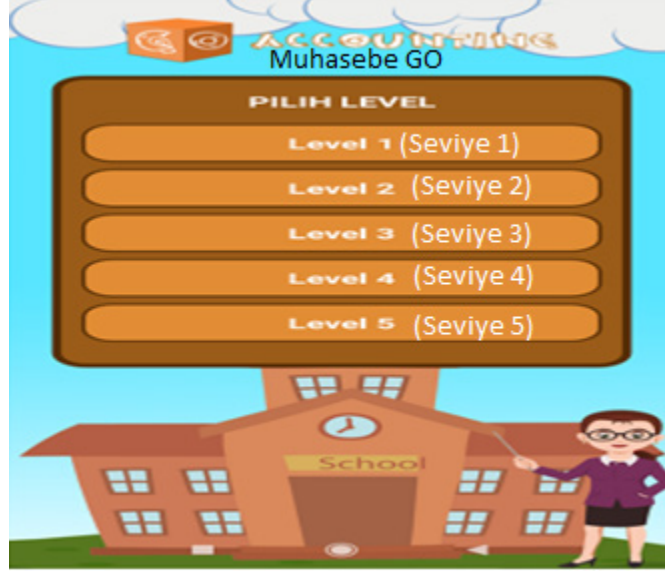 GO @ ACCOUNTING
Muhasebe GO
PILIH LEVEL
Level 1 (Seviye 1)
Level 2 (Seviye 2)
Level 3 (Seviye 3)
Level 4 (Seviye 4)
Level 5 (Seviye 5)
School